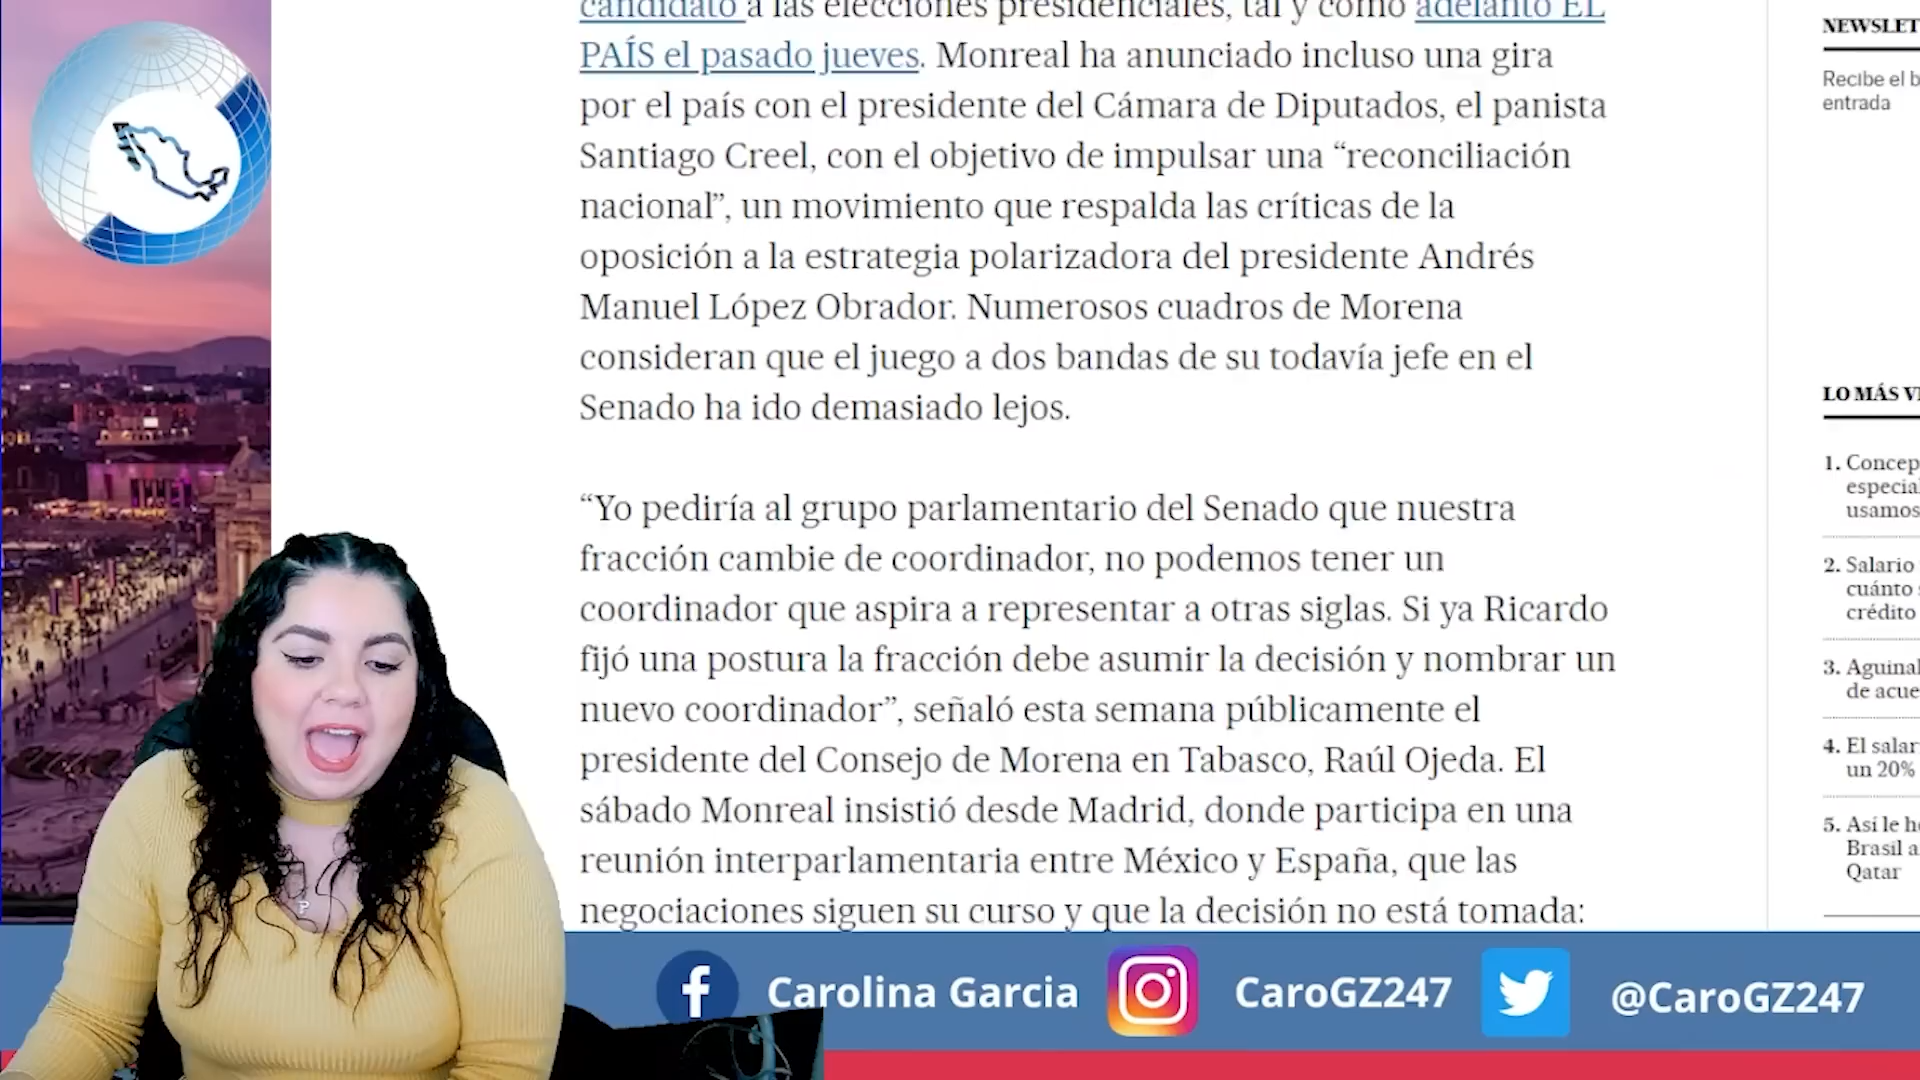 candidato a las elecciones presidenciales, tal y como adelantó EL
PAÍS el pasado jueves. Monreal ha anunciado incluso una gira
por el país con el presidente del Cámara de Diputados, el panista
Santiago Creel, con el objetivo de impulsar una “reconciliación
nacional”, un movimiento que respalda las críticas de la
oposición a la estrategia polarizadora del presidente Andrés
Manuel López Obrador. Numerosos cuadros de Morena
consideran que el juego a dos bandas de su todavía jefe en el
Senado ha ido demasiado lejos.
“Yo pediría al grupo parlamentario del Senado que nuestra
fracción cambie de coordinador, no podemos tener un
coordinador que aspira a representar a otras siglas. Si ya Ricardo
fijó una postura la fracción debe asumir la decisión y nombrar un
nuevo coordinador”, señaló esta semana públicamente el
presidente del Consejo de Morena en Tabasco, Raúl Ojeda. El
sábado Monreal insistió desde Madrid, donde participa en una
reunión interparlamentaria entre México y España, que las
negociaciones siguen su curso y que la decisión no está tomada:
NEWSLET
Recibe el b
entrada
LO MÁS V
1. Concep
especial
usamos
2. Salario
cuánto
crédito
3. Aguinal
de acue
4. El salar
un 20%
5. Así le h
Brasil a
Qatar
P
Carolina Garcia
CaroGZ247
@CaroGZ247